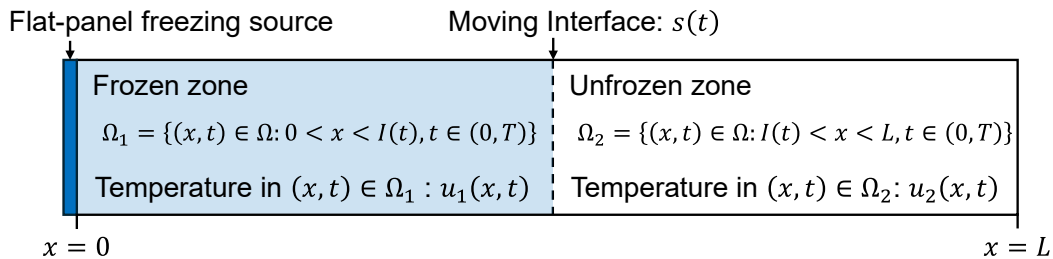 Flat-panel freezing source
Moving Interface: s(t)
Frozen zone
Unfrozen zone
Ω₁ = {(x, t) ∈ Ω: 0 < x < I(t), t ∈ (0, T)}
Ω₂ = {(x, t) ∈ Ω: I(t) < x < L, t ∈ (0, T)}
Temperature in (x, t) ∈ Ω₁ : u₁(x, t)
Temperature in (x, t) ∈ Ω₂: u₂(x, t)
x = 0
x = L